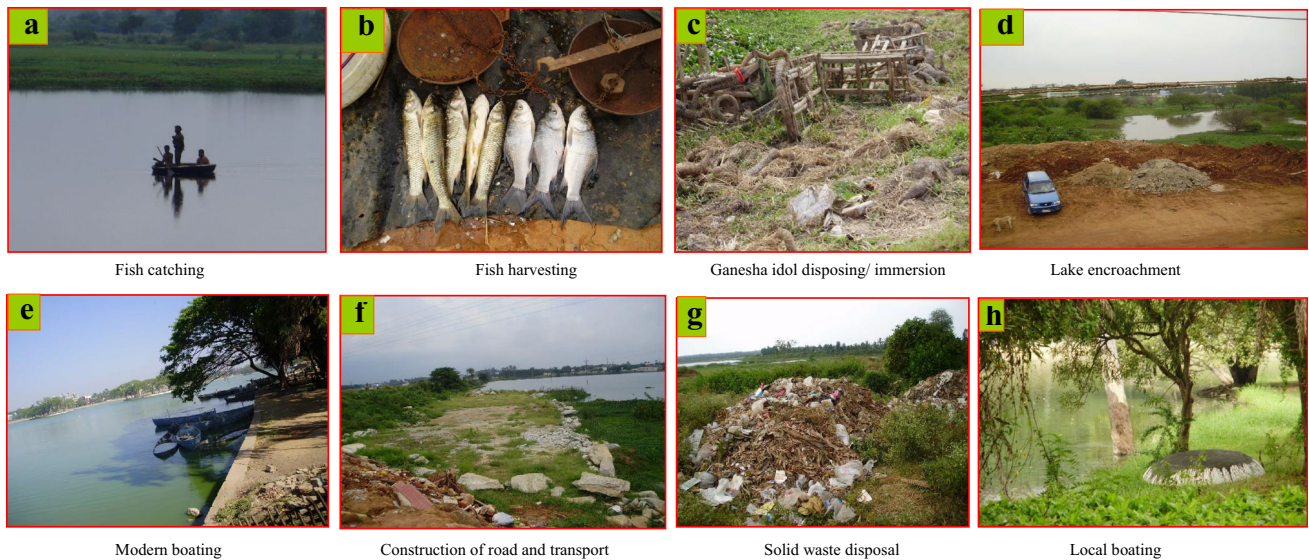 a
b
c
d
Fish catching
Fish harvesting
Ganesha idol disposing/ immersion
Lake encroachment
e
f
g
h
Modern boating
Construction of road and transport
Solid waste disposal
Local boating